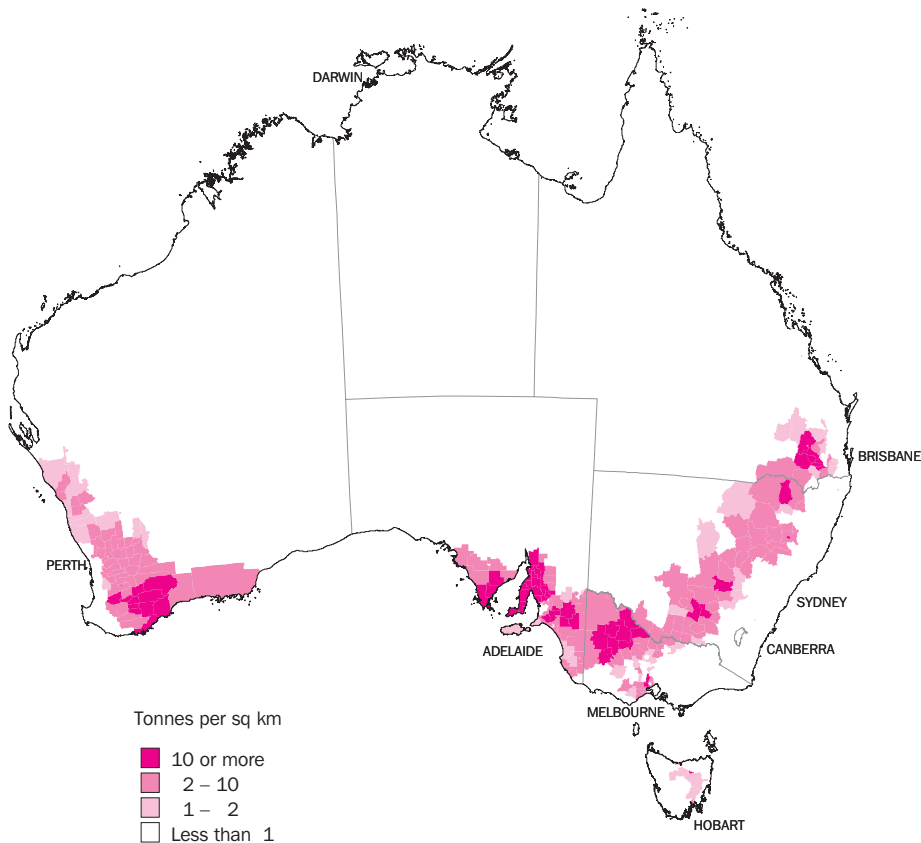 DARWIN
BRISBANE
PERTH
SYDNEY
ADELAIDE
CANBERRA
MELBOURNE
Tonnes per sq km
10 or more
2 – 10
1 – 2
Less than 1
HOBART